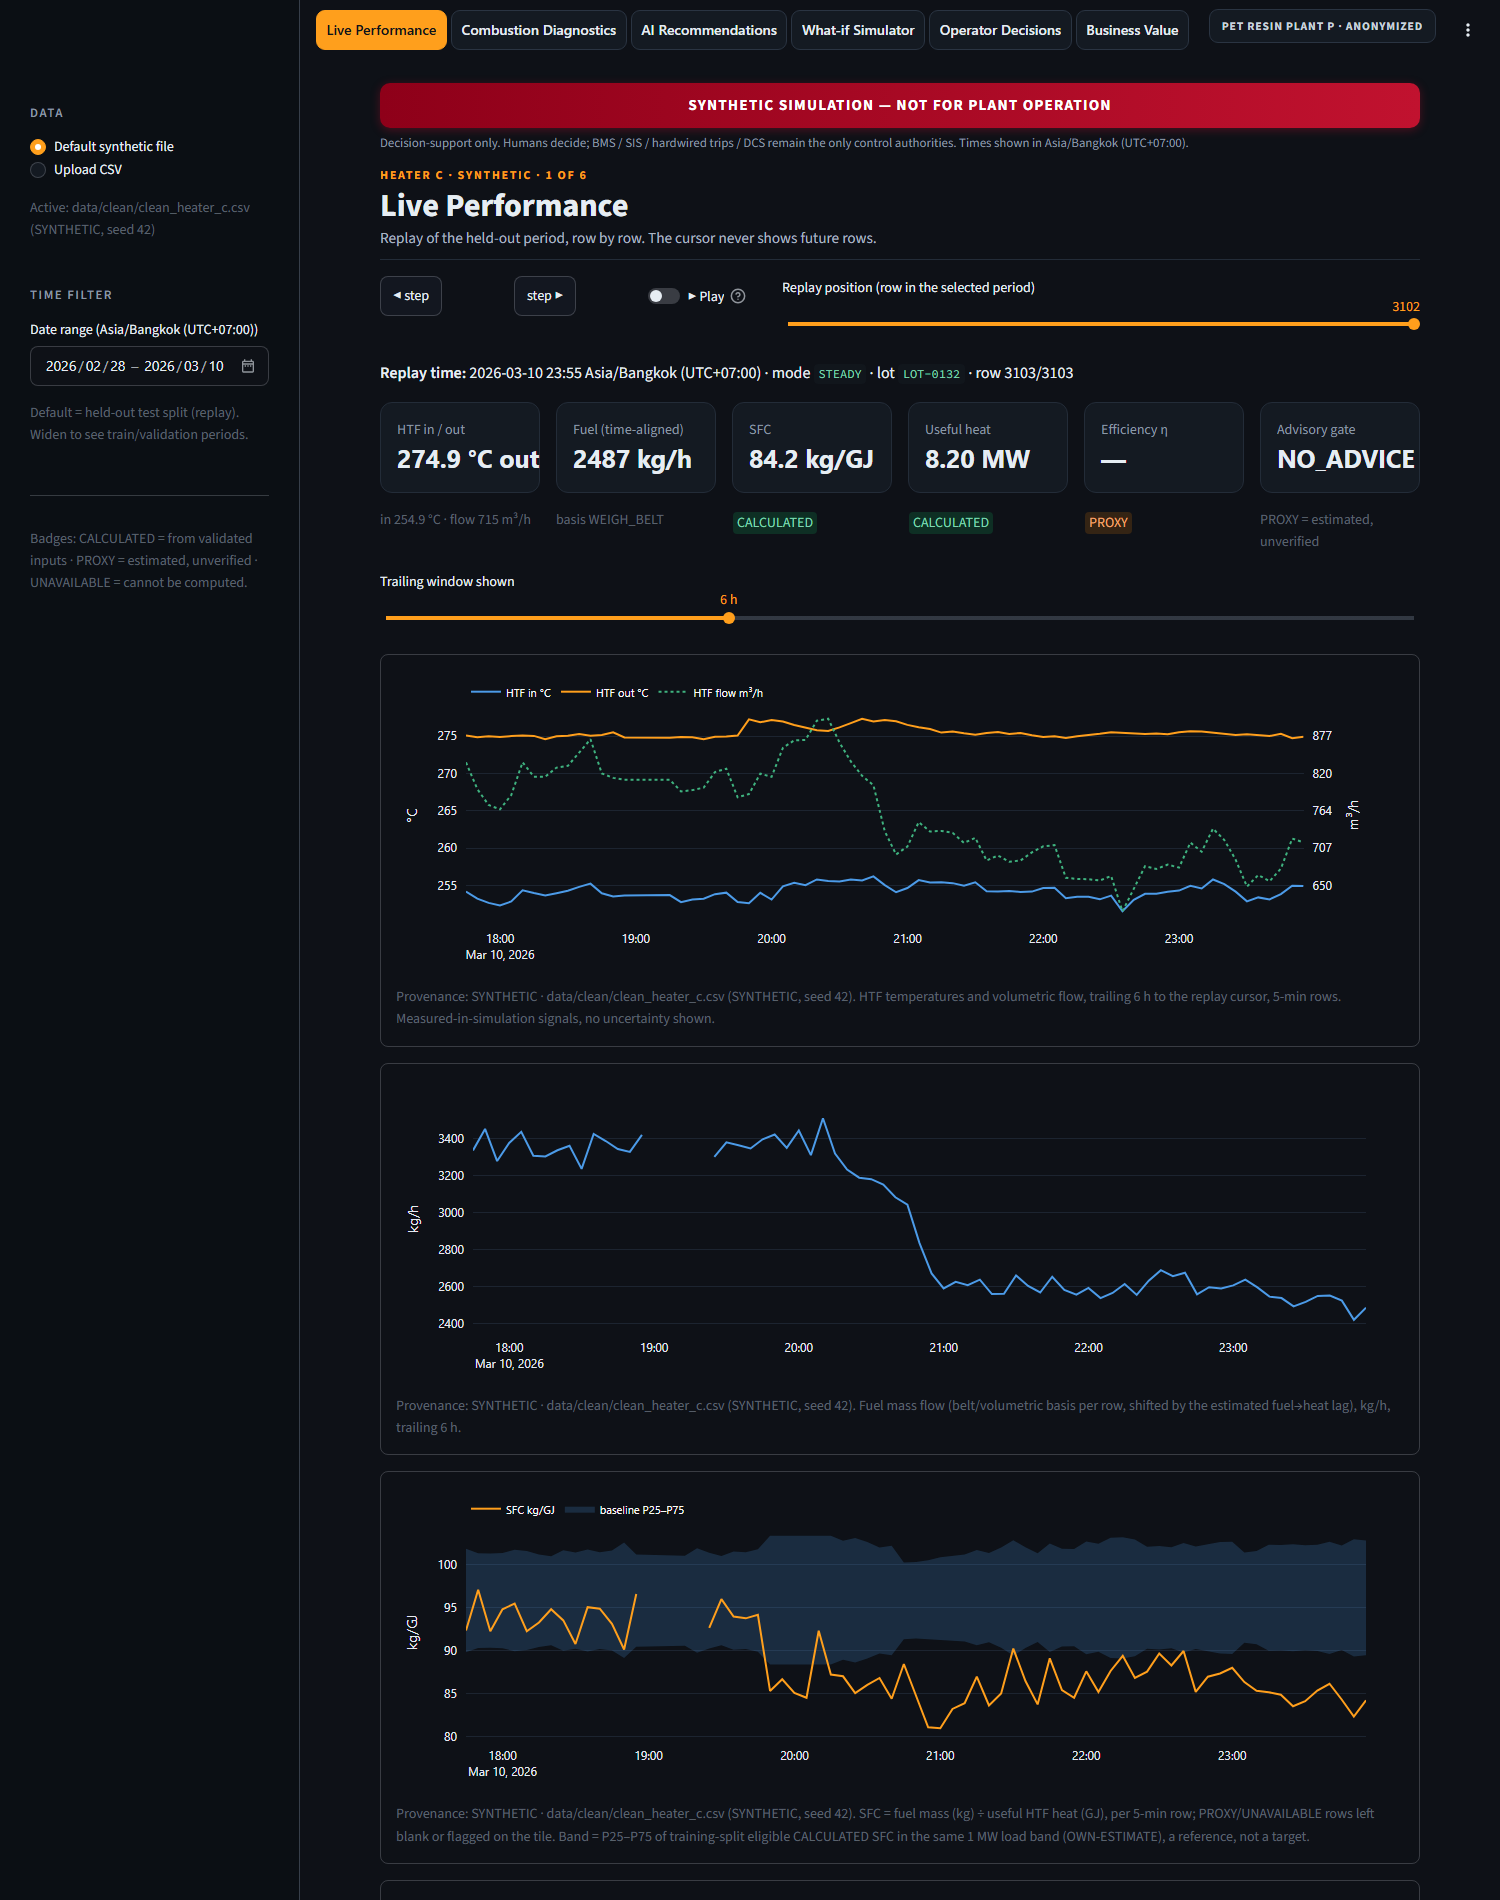 Live Performance
Combustion Diagnostics
AI Recommendations
What-if Simulator
Operator Decisions
Business Value
PET RESIN PLANT P · ANONYMIZED
DATA
Default synthetic file
Upload CSV
Active: data/clean/clean_heater_c.csv
(SYNTHETIC, seed 42)
TIME FILTER
Date range (Asia/Bangkok (UTC+07:00))
2026/02/28 – 2026/03/10
Default = held-out test split (replay).
Widen to see train/validation periods.
Badges: CALCULATED = from validated
inputs · PROXY = estimated, unverified ·
UNAVAILABLE = cannot be computed.
SYNTHETIC SIMULATION — NOT FOR PLANT OPERATION
Decision-support only. Humans decide; BMS / SIS / hardwired trips / DCS remain the only control authorities. Times shown in Asia/Bangkok (UTC+07:00).
HEATER C · SYNTHETIC · 1 OF 6
Live Performance
Replay of the held-out period, row by row. The cursor never shows future rows.
◂ step
step ▸
▸ Play
Replay position (row in the selected period)
3102
Replay time: 2026-03-10 23:55 Asia/Bangkok (UTC+07:00) · mode STEADY · lot LOT-0132 · row 3103/3103
HTF in / out
274.9 °C out
in 254.9 °C · flow 715 m³/h
Fuel (time-aligned)
2487 kg/h
basis WEIGH_BELT
SFC
84.2 kg/GJ
CALCULATED
Useful heat
8.20 MW
CALCULATED
Efficiency η
—
PROXY
Advisory gate
NO_ADVICE
PROXY = estimated,
unverified
Trailing window shown
6 h
HTF in °C
HTF out °C
HTF flow m³/h
275
270
265
260
255
°C
877
820
764
707
650
m³/h
18:00
19:00
20:00
21:00
22:00
23:00
Mar 10, 2026
Provenance: SYNTHETIC · data/clean/clean_heater_c.csv (SYNTHETIC, seed 42). HTF temperatures and volumetric flow, trailing 6 h to the replay cursor, 5-min rows.
Measured-in-simulation signals, no uncertainty shown.
3400
3200
3000
2800
2600
2400
kg/h
18:00
19:00
20:00
21:00
22:00
23:00
Mar 10, 2026
Provenance: SYNTHETIC · data/clean/clean_heater_c.csv (SYNTHETIC, seed 42). Fuel mass flow (belt/volumetric basis per row, shifted by the estimated fuel→heat lag), kg/h,
trailing 6 h.
SFC kg/GJ
baseline P25–P75
100
95
90
85
80
kg/GJ
18:00
19:00
20:00
21:00
22:00
23:00
Mar 10, 2026
Provenance: SYNTHETIC · data/clean/clean_heater_c.csv (SYNTHETIC, seed 42). SFC = fuel mass (kg) ÷ useful HTF heat (GJ), per 5-min row; PROXY/UNAVAILABLE rows left
blank or flagged on the tile. Band = P25–P75 of training-split eligible CALCULATED SFC in the same 1 MW load band (OWN-ESTIMATE), a reference, not a target.